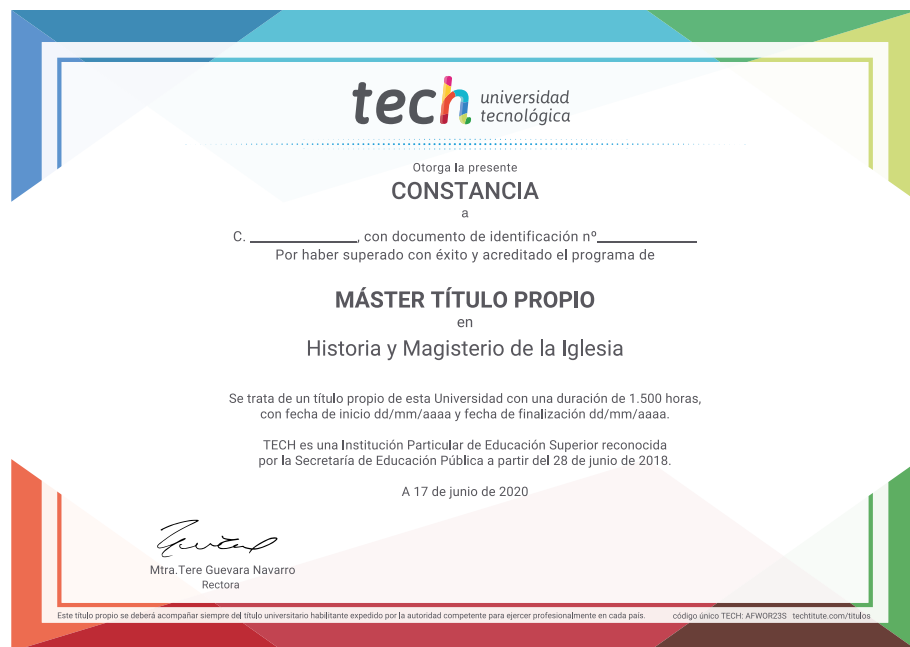 tech universidad
tecnológica
Otorga la presente
CONSTANCIA
a
C. ______________, con documento de identificación nº_____________
Por haber superado con éxito y acreditado el programa de
MÁSTER TÍTULO PROPIO
en
Historia y Magisterio de la Iglesia
Se trata de un título propio de esta Universidad con una duración de 1.500 horas,
con fecha de inicio dd/mm/aaaa y fecha de finalización dd/mm/aaaa.
TECH es una Institución Particular de Educación Superior reconocida
por la Secretaría de Educación Pública a partir del 28 de junio de 2018.
A 17 de junio de 2020
Mtra.Tere Guevara Navarro
Rectora
Este título propio se deberá acompañar siempre del título universitario habilitante expedido por la autoridad competente para ejercer profesionalmente en cada país. código único TECH: AFWOR23S techtitute.com/titulos